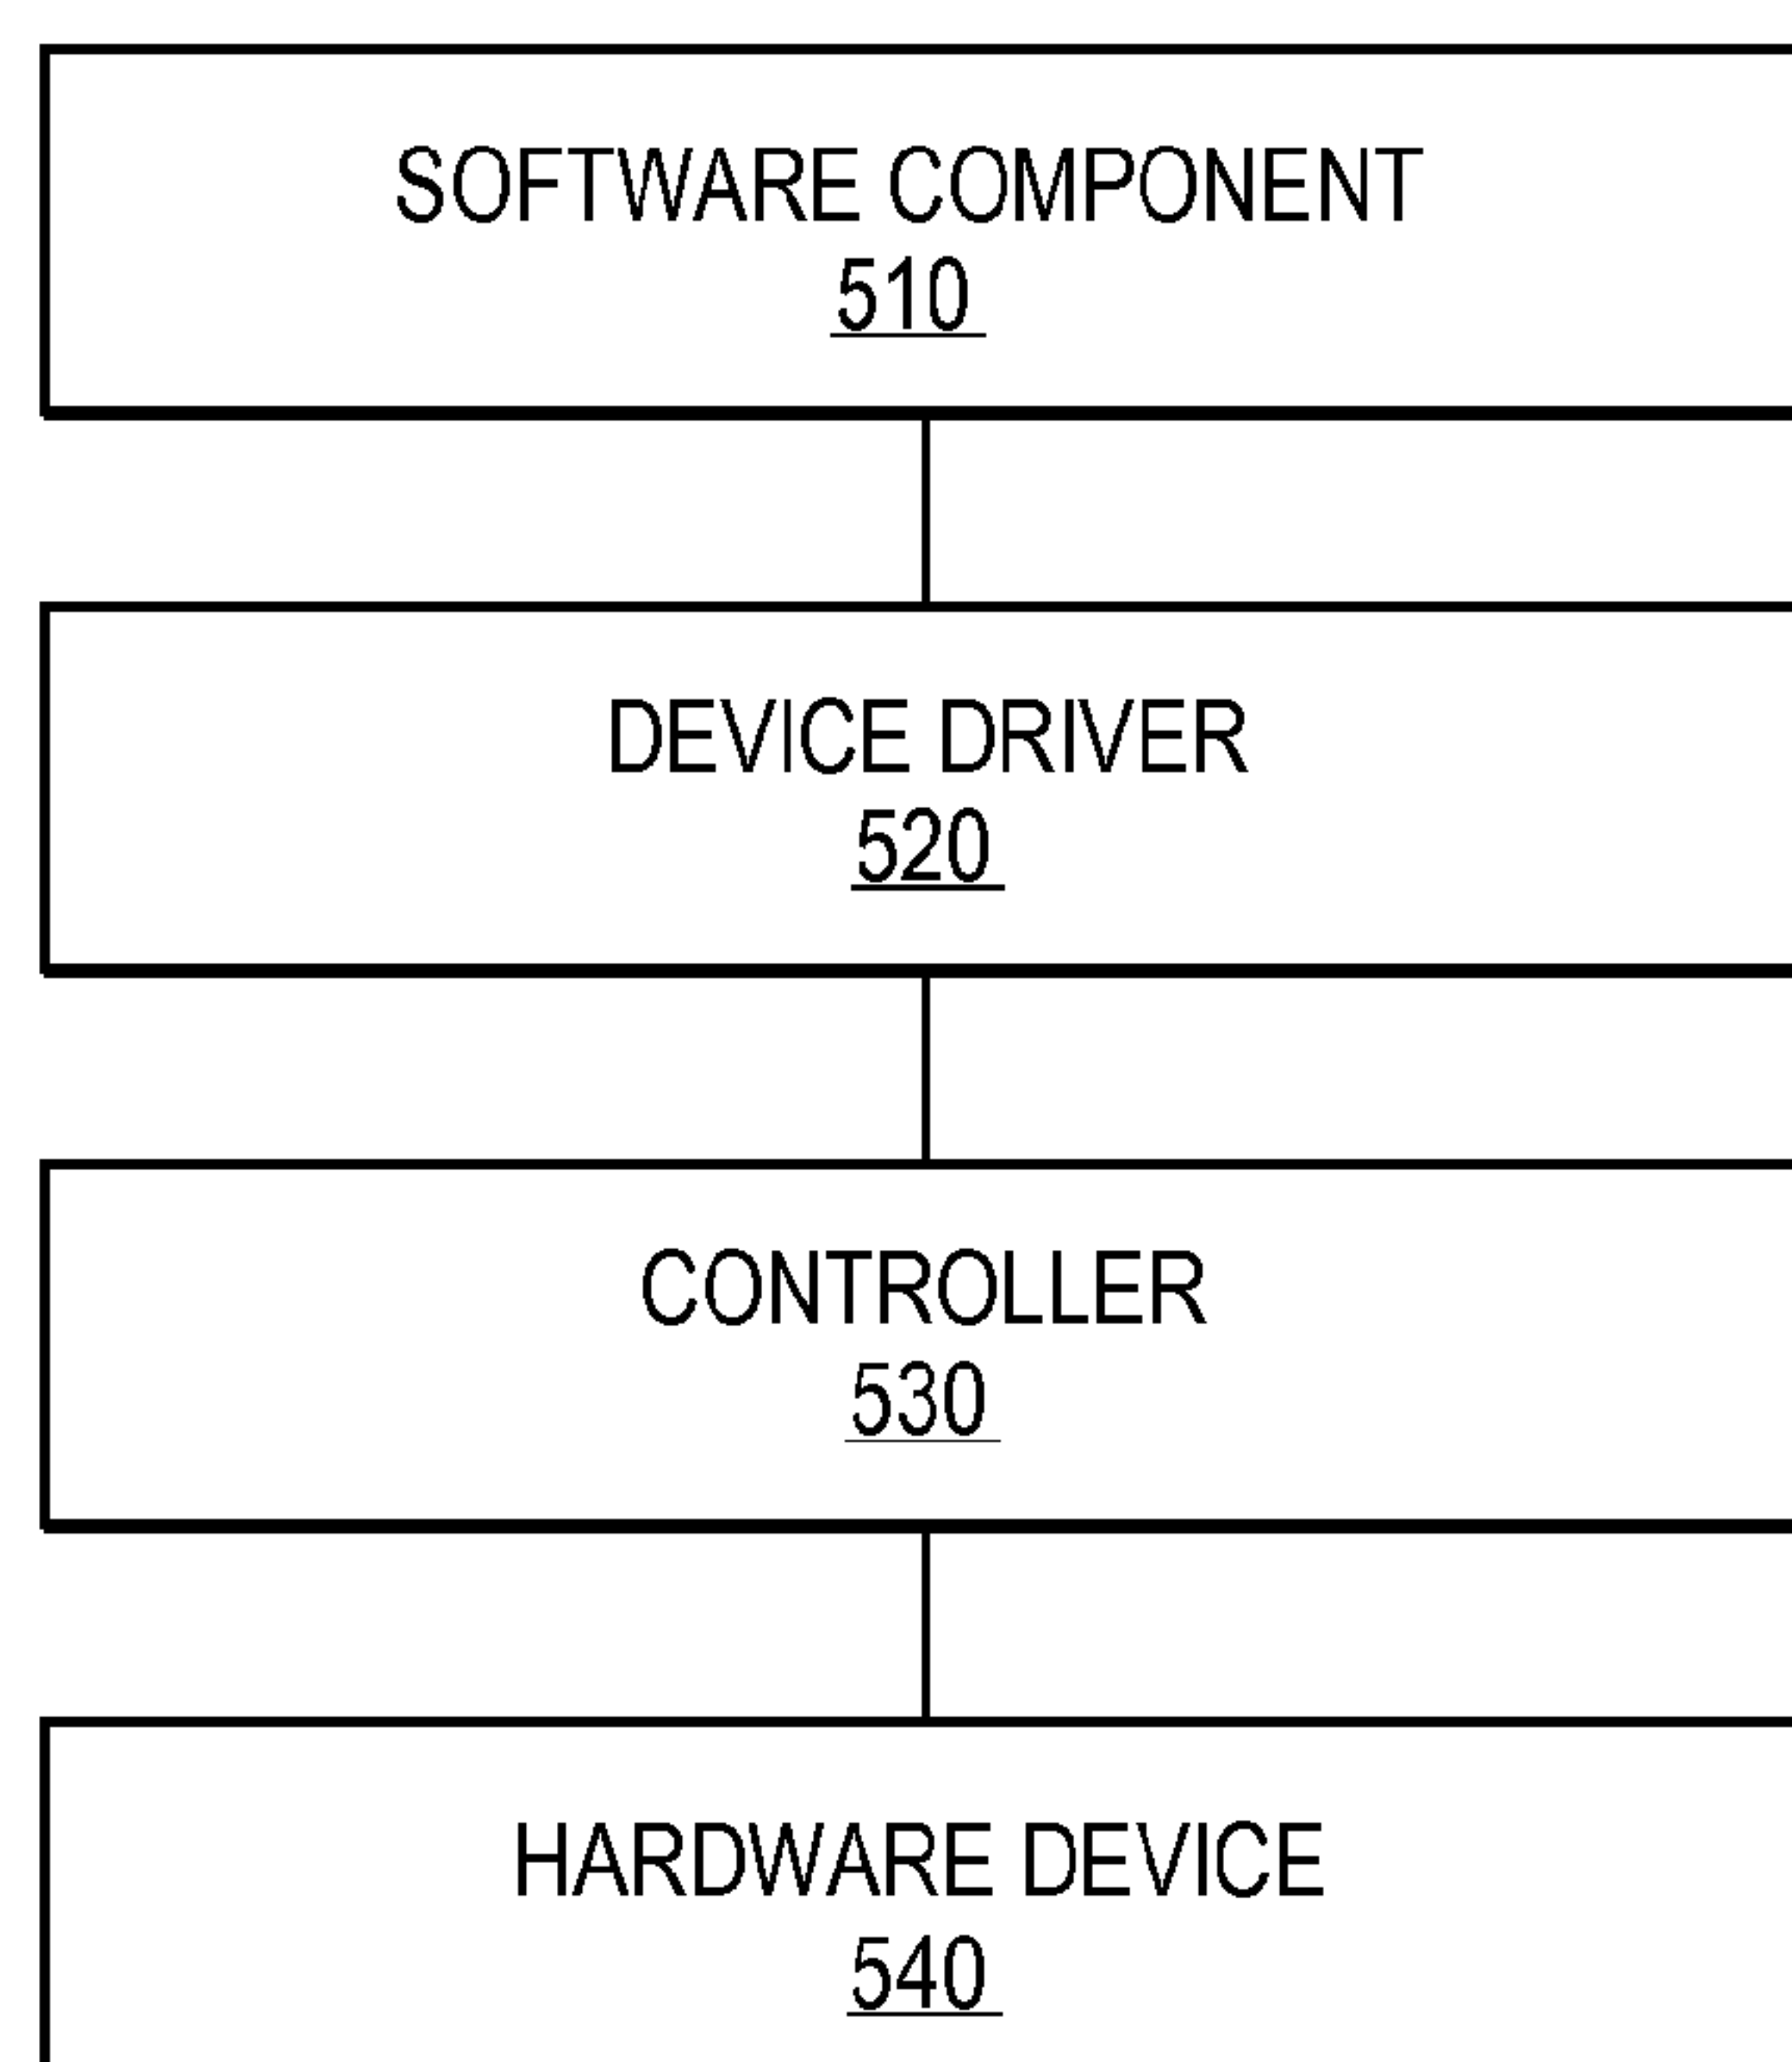 SOFTWARE COMPONENT
510
DEVICE DRIVER
520
CONTROLLER
530
HARDWARE DEVICE
540